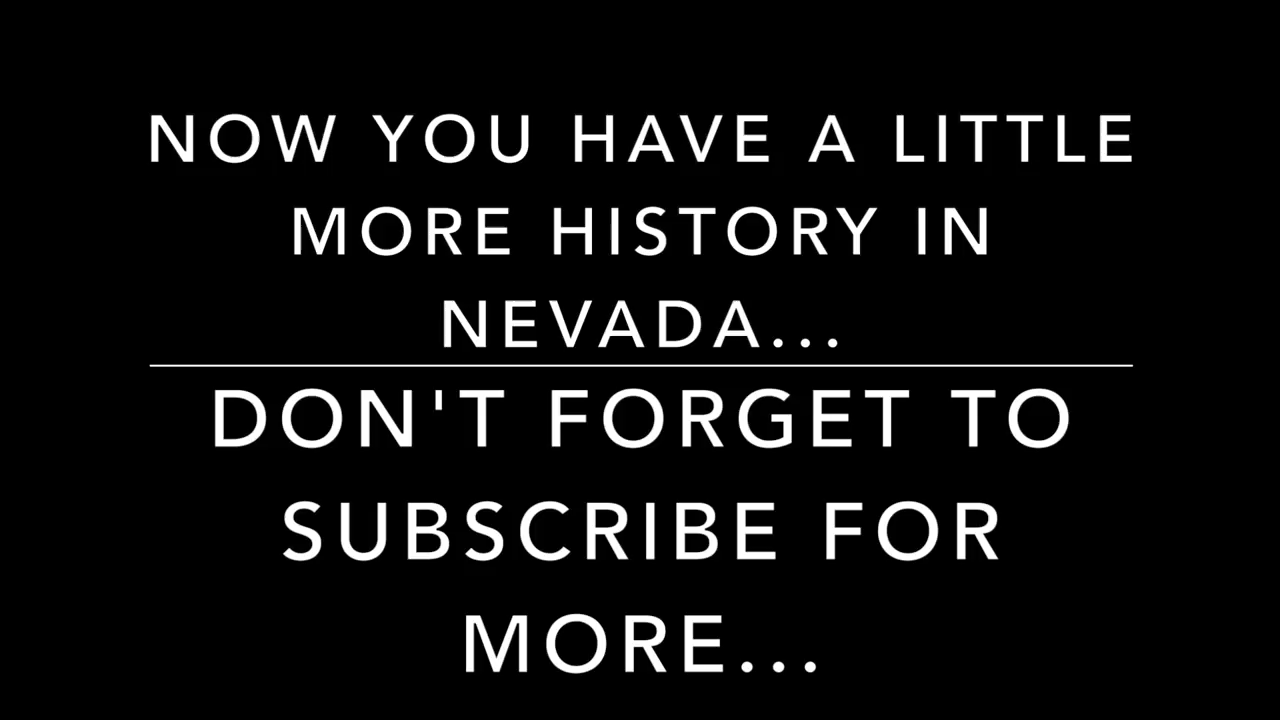 NOW YOU HAVE A LITTLE
MORE HISTORY IN
NEVADA...
DON'T FORGET TO
SUBSCRIBE FOR
MORE...